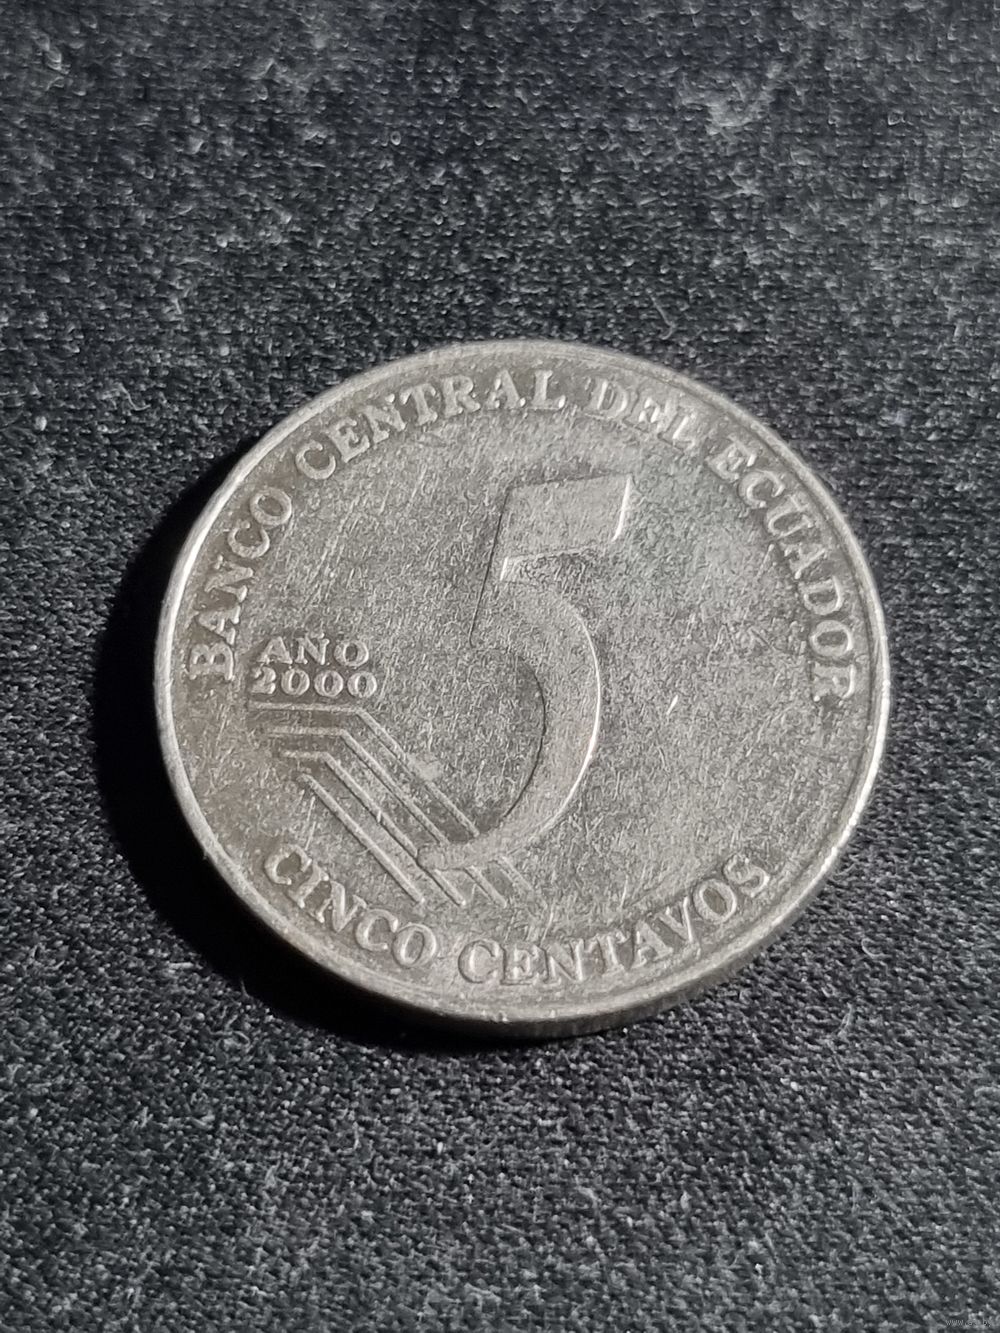 BANCO CENTRAL DEL ECUADOR
AÑO
2000
5
CINCO CENTAVOS